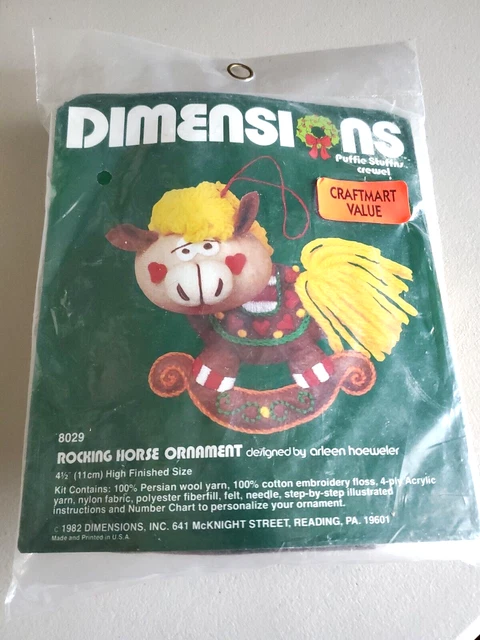 DIMENSIONS
Puffie Stuffins
crewel
CRAFTMART
VALUE
8029
ROCKING HORSE ORNAMENT designed by arleen hoeweler
4½" (11cm) High Finished Size
Kit Contains: 100% Persian wool yarn, 100% cotton embroidery floss, 4-ply Acrylic
yarn, nylon fabric, polyester fiberfill, felt, needle, step-by-step illustrated
instructions and Number Chart to personalize your ornament.
© 1982 DIMENSIONS, INC. 641 McKNIGHT STREET, READING, PA. 19601
Made and Printed in U.S.A.